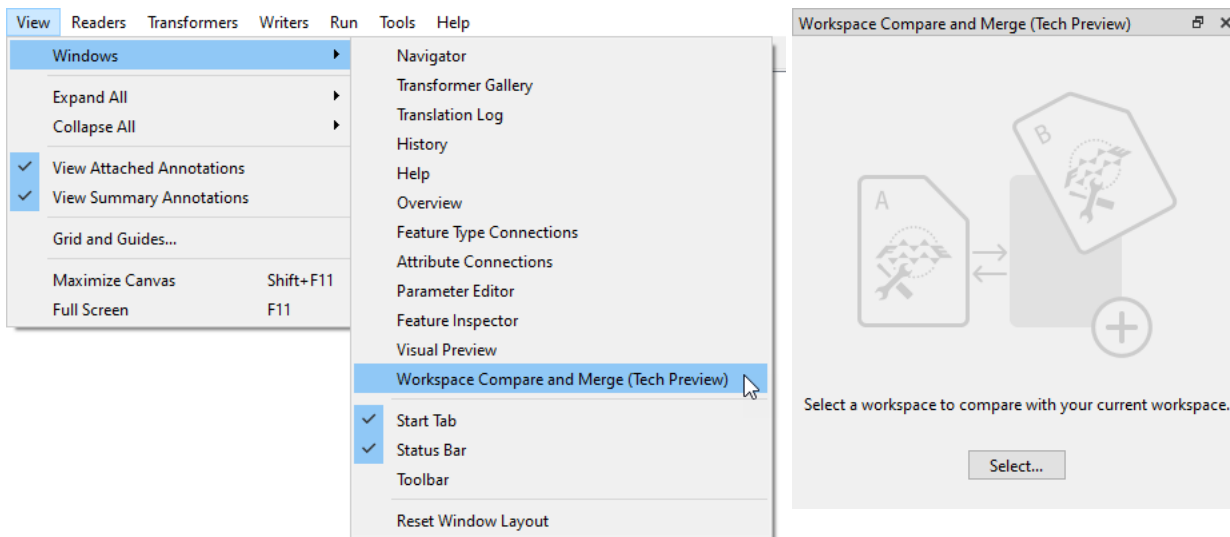 View Readers Transformers Writers Run Tools Help
Windows
Expand All
Collapse All
View Attached Annotations
View Summary Annotations
Grid and Guides...
Maximize Canvas Shift+F11
Full Screen F11
Navigator
Transformer Gallery
Translation Log
History
Help
Overview
Feature Type Connections
Attribute Connections
Parameter Editor
Feature Inspector
Visual Preview
Workspace Compare and Merge (Tech Preview)
Start Tab
Status Bar
Toolbar
Reset Window Layout
Workspace Compare and Merge (Tech Preview)
B
A
Select a workspace to compare with your current workspace.
Select...